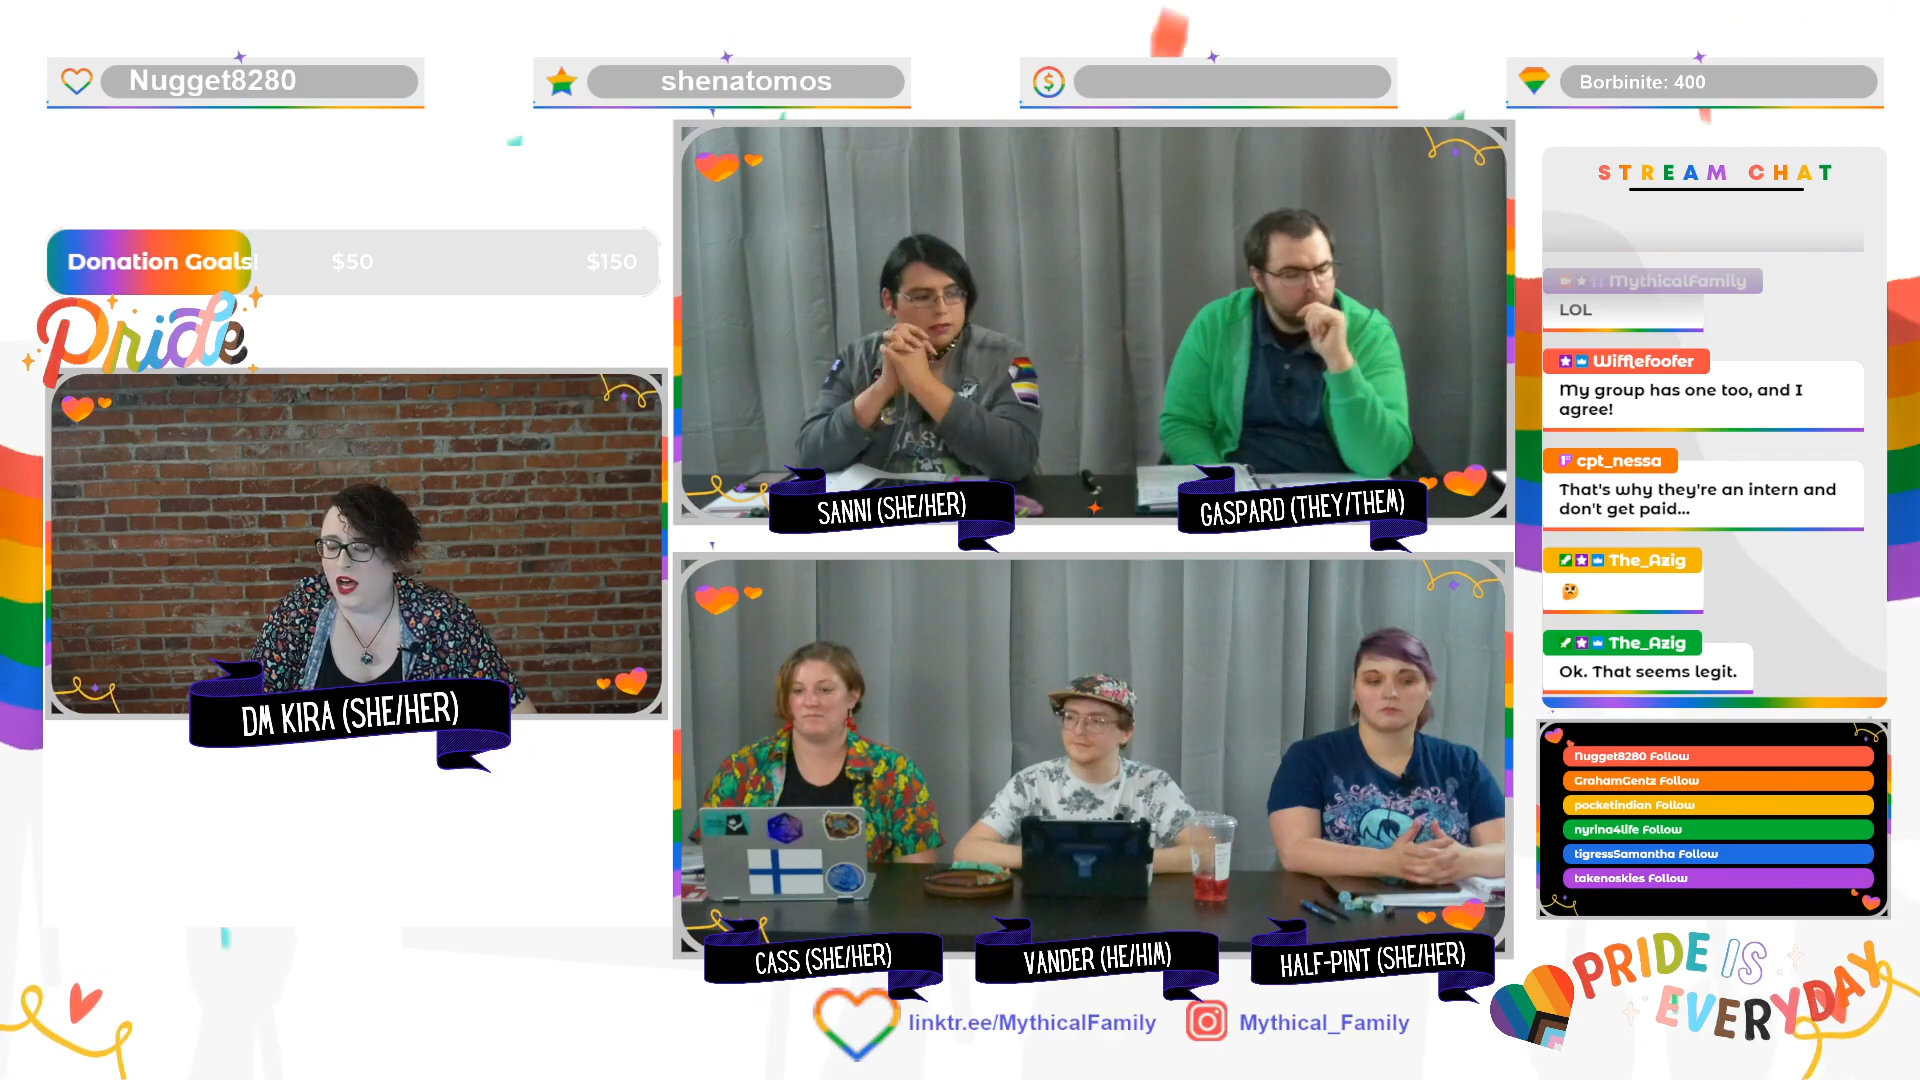 Nugget8280
shenatomos
Borbinite: 400
Donation Goals!
$50
$150
Pride
DM KIRA (SHE/HER)
SANNI (SHE/HER)
GASPARD (THEY/THEM)
CASS (SHE/HER)
VANDER (HE/HIM)
HALF-PINT (SHE/HER)
linktr.ee/MythicalFamily
Mythical_Family
STREAM CHAT
MythicalFamily
LOL
Wifflefoofer
My group has one too, and I
agree!
cpt_nessa
That's why they're an intern and
don't get paid...
The_Azig
The_Azig
Ok. That seems legit.
Nugget8280 Follow
GrahamGentz Follow
pocketindian Follow
nyrina4life Follow
tigressSamantha Follow
takenoskies Follow
PRIDE IS
EVERYDAY